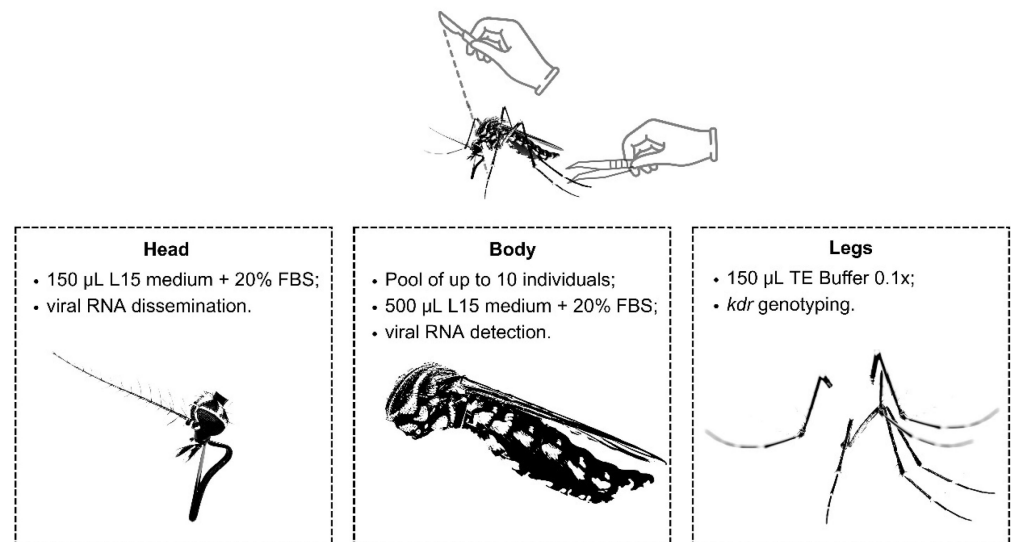 Head
• 150 µL L15 medium + 20% FBS;
• viral RNA dissemination.
Body
• Pool of up to 10 individuals;
• 500 µL L15 medium + 20% FBS;
• viral RNA detection.
Legs
• 150 µL TE Buffer 0.1x;
• kdr genotyping.